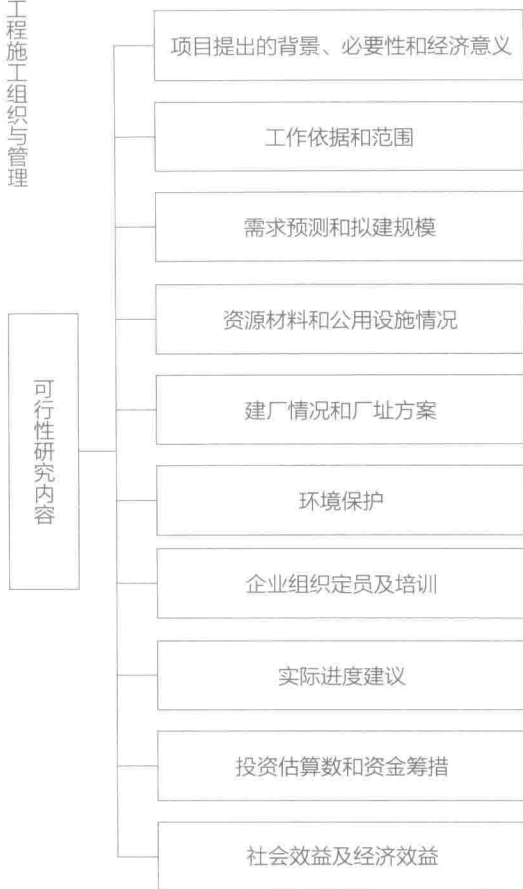 工程施工组织与管理
项目提出的背景、必要性和经济意义
工作依据和范围
需求预测和拟建规模
资源材料和公用设施情况
建厂情况和厂址方案
可行性研究内容
环境保护
企业组织定员及培训
实际进度建议
投资估算数和资金筹措
社会效益及经济效益